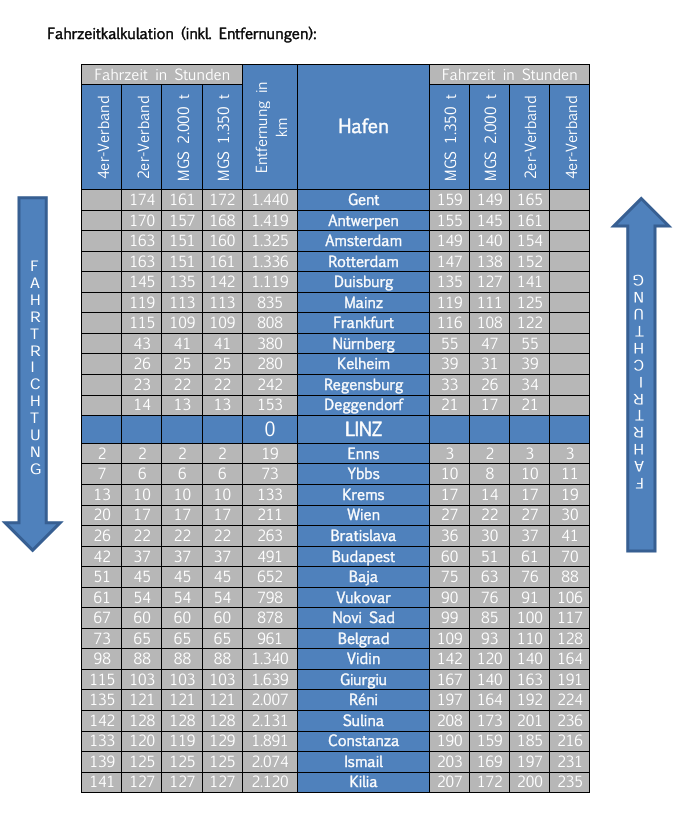 Fahrzeitkalkulation (inkl. Entfernungen):
Fahrzeit in Stunden Fahrzeit in Stunden
4er-Verband 2er-Verband MGS 2.000 t MGS 1.350 t Entfernung in km Hafen MGS 1.350 t MGS 2.000 t 2er-Verband 4er-Verband
174 161 172 1.440 Gent 159 149 165
170 157 168 1.419 Antwerpen 155 145 161
163 151 160 1.325 Amsterdam 149 140 154
163 151 161 1.336 Rotterdam 147 138 152
145 135 142 1.119 Duisburg 135 127 141
119 113 113 835 Mainz 119 111 125
115 109 109 808 Frankfurt 116 108 122
43 41 41 380 Nürnberg 55 47 55
26 25 25 280 Kelheim 39 31 39
23 22 22 242 Regensburg 33 26 34
14 13 13 153 Deggendorf 21 17 21
0 LINZ
2 2 2 2 19 Enns 3 2 3 3
7 6 6 6 73 Ybbs 10 8 10 11
13 10 10 10 133 Krems 17 14 17 19
20 17 17 17 211 Wien 27 22 27 30
26 22 22 22 263 Bratislava 36 30 37 41
42 37 37 37 491 Budapest 60 51 61 70
51 45 45 45 652 Baja 75 63 76 88
61 54 54 54 798 Vukovar 90 76 91 106
67 60 60 60 878 Novi Sad 99 85 100 117
73 65 65 65 961 Belgrad 109 93 110 128
98 88 88 88 1.340 Vidin 142 120 140 164
115 103 103 103 1.639 Giurgiu 167 140 163 191
135 121 121 121 2.007 Réni 197 164 192 224
142 128 128 128 2.131 Sulina 208 173 201 236
133 120 119 129 1.891 Constanza 190 159 185 216
139 125 125 125 2.074 Ismail 203 169 197 231
141 127 127 127 2.120 Kilia 207 172 200 235
FAHRTRICHTUNG
FAHRTRICHTUNG